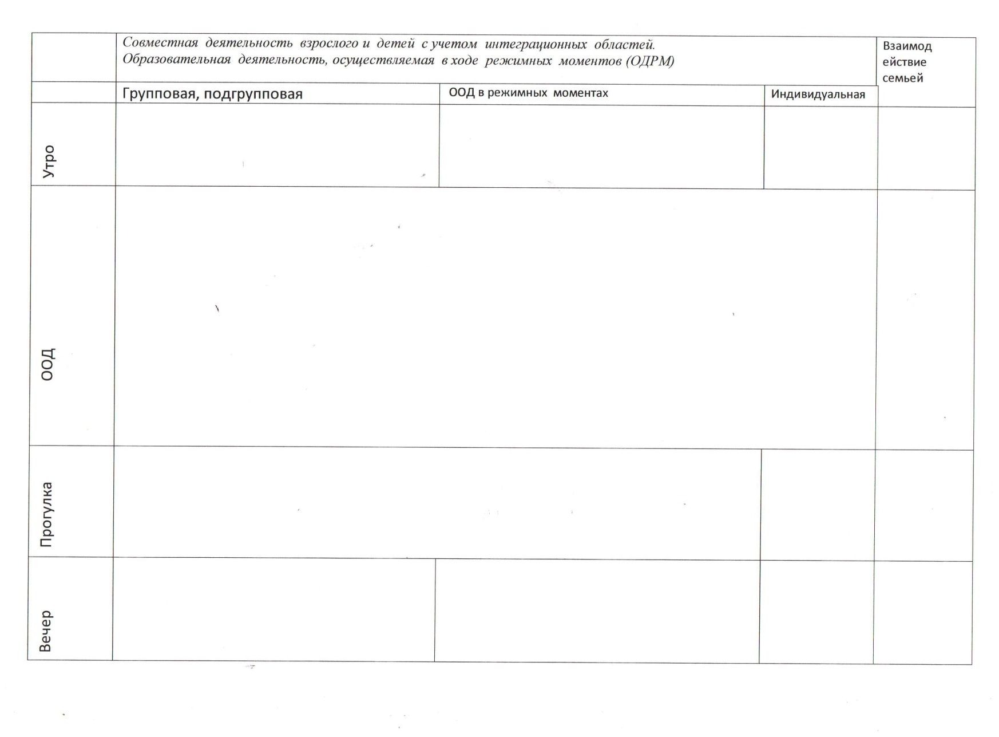 Совместная деятельность взрослого и детей с учетом интеграционных областей.
Образовательная деятельность, осуществляемая в ходе режимных моментов (ОДРМ)
Взаимод
ействие
семьей
Групповая, подгрупповая
ООД в режимных моментах
Индивидуальная
Утро
ООД
Прогулка
Вечер